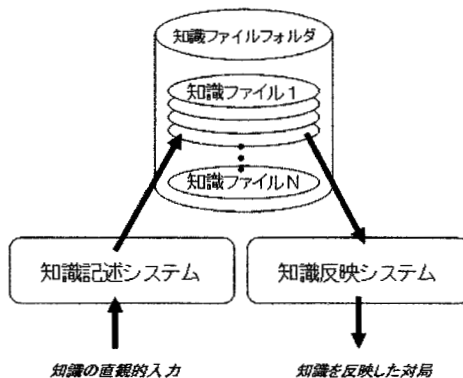 知識ファイルフォルダ
知識ファイル1
知識ファイルN
知識記述システム
知識反映システム
知識の直観的入力
知識を反映した対局